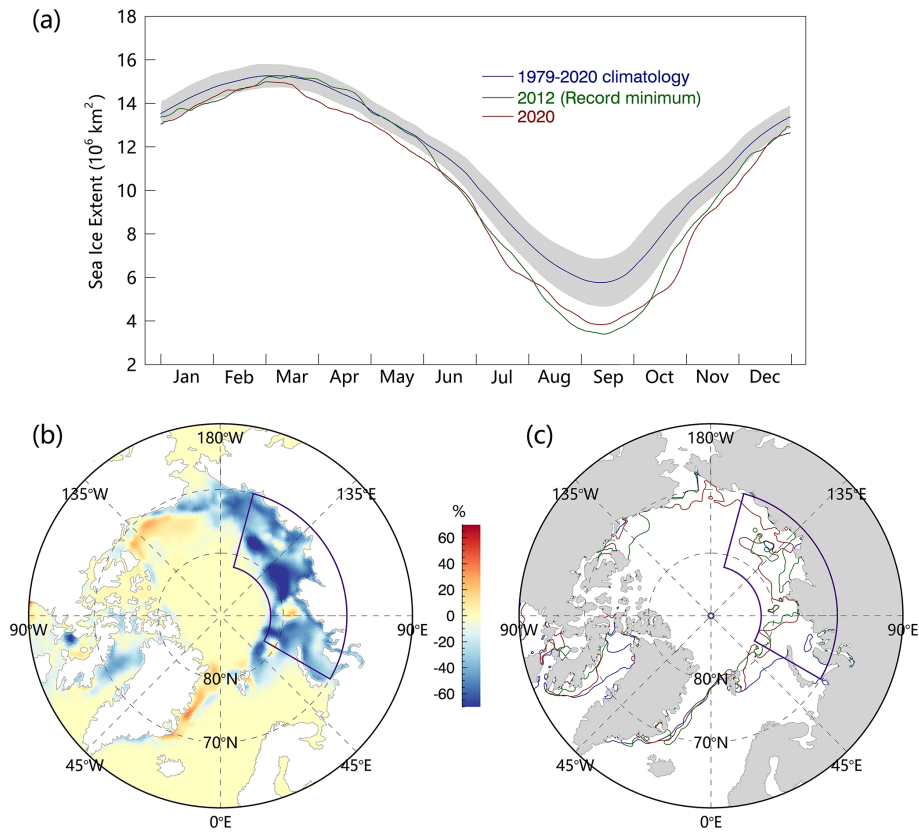 (a)
18
16
14
12
10
8
6
4
2
Sea Ice Extent (10⁶ km²)
1979-2020 climatology
2012 (Record minimum)
2020
Jan Feb Mar Apr May Jun Jul Aug Sep Oct Nov Dec
(b)
180°W
135°W
135°E
90°W
90°E
80°N
70°N
45°W
45°E
0°E
%
60
40
20
0
-20
-40
-60
(c)
180°W
135°W
135°E
90°W
90°E
80°N
70°N
45°W
45°E
0°E